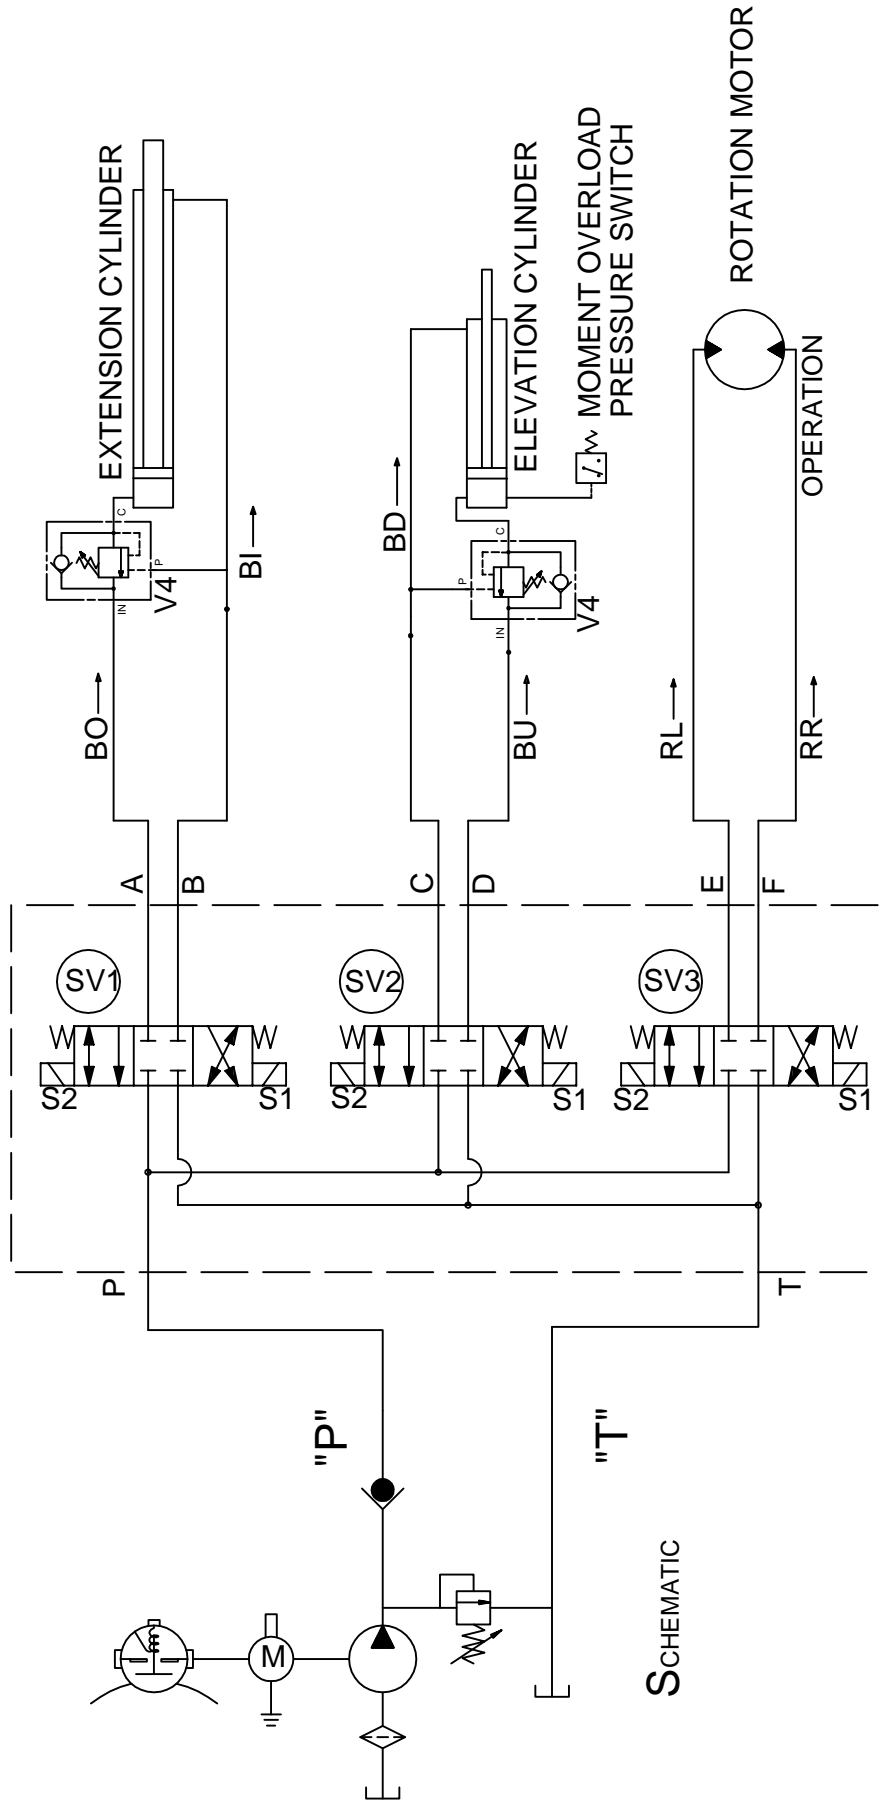 EXTENSION CYLINDER
C
P
IN
V4
BO
BI
A
B
SV1
S2
S1
ELEVATION CYLINDER
MOMENT OVERLOAD
PRESSURE SWITCH
BD
P
C
IN
V4
BU
C
D
SV2
S2
S1
ROTATION MOTOR
OPERATION
RL
RR
E
F
SV3
S2
S1
P
T
"P"
"T"
M
SCHEMATIC